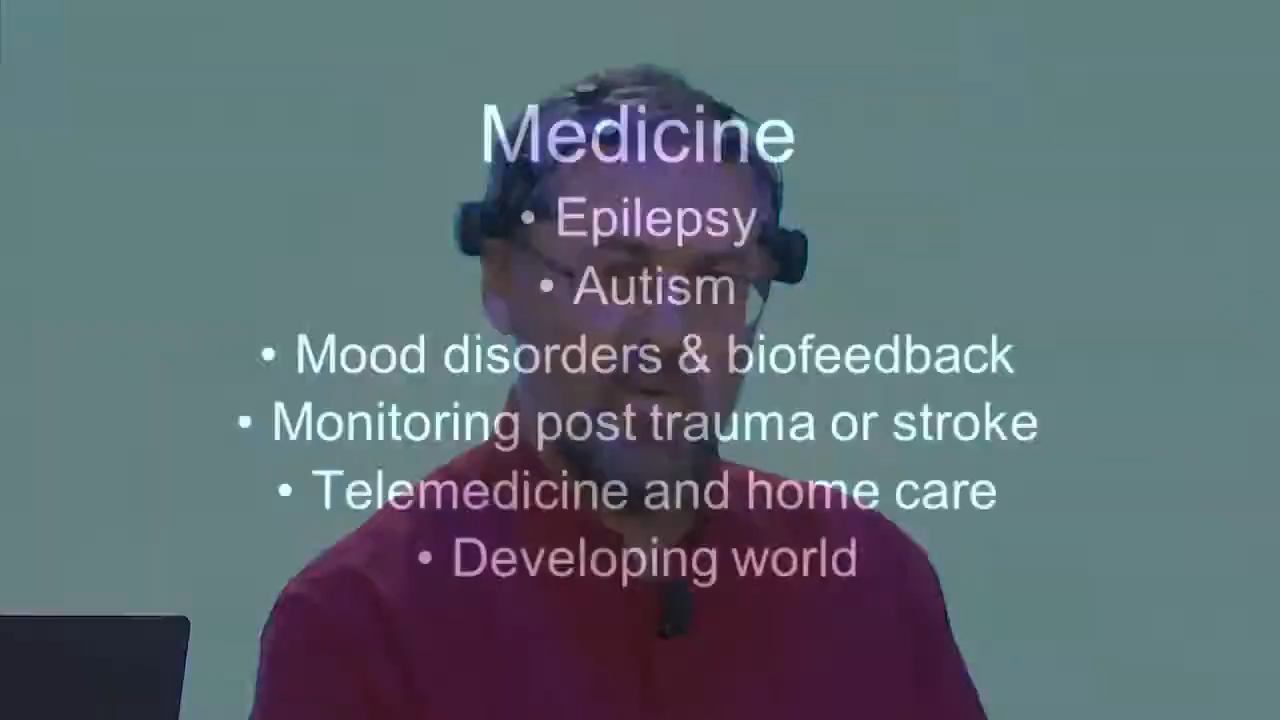 Medicine
• Epilepsy
• Autism
• Mood disorders & biofeedback
• Monitoring post trauma or stroke
• Telemedicine and home care
• Developing world